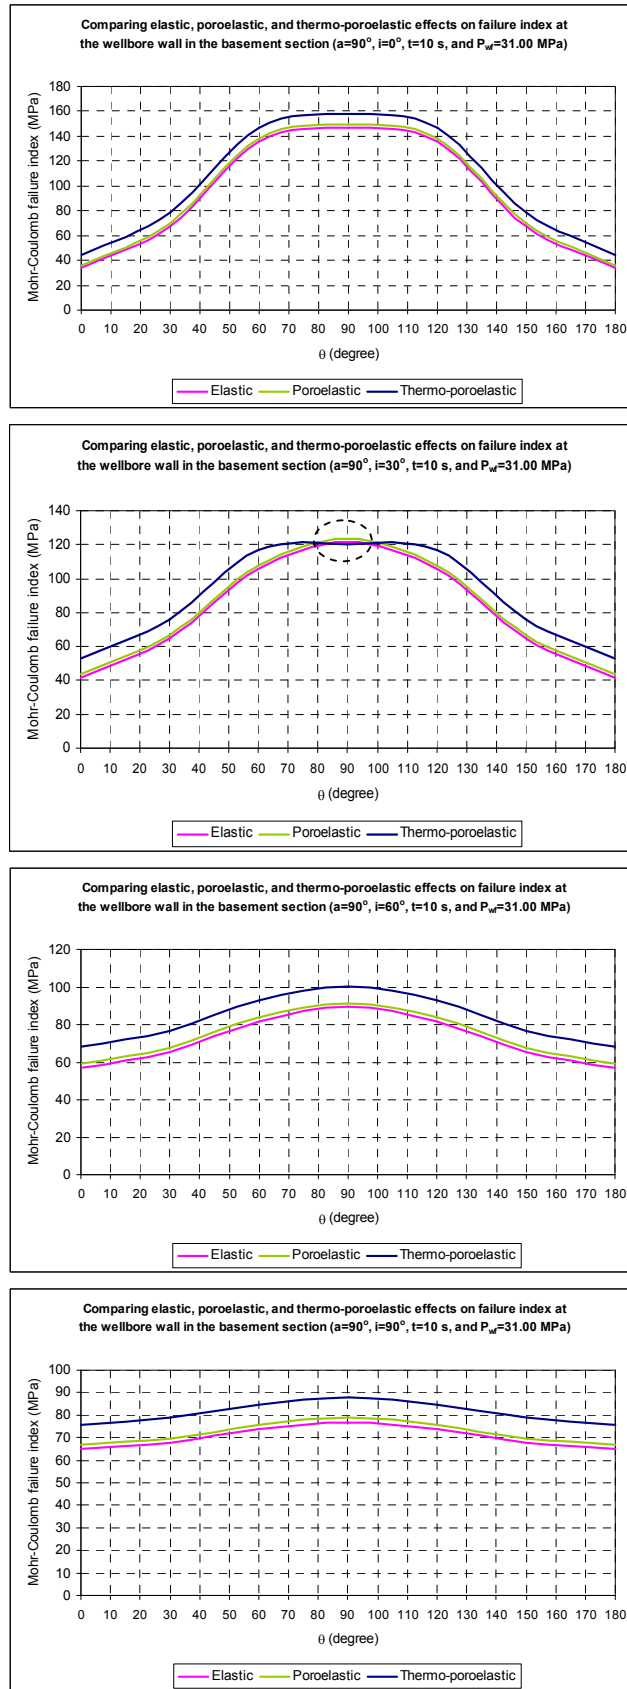 Comparing elastic, poroelastic, and thermo-poroelastic effects on failure index at
the wellbore wall in the basement section (a=90°, i=0°, t=10 s, and Pwf=31.00 MPa)
Mohr-Coulomb failure index (MPa)
180
160
140
120
100
80
60
40
20
0
0 10 20 30 40 50 60 70 80 90 100 110 120 130 140 150 160 170 180
θ (degree)
Elastic Poroelastic Thermo-poroelastic
Comparing elastic, poroelastic, and thermo-poroelastic effects on failure index at
the wellbore wall in the basement section (a=90°, i=30°, t=10 s, and Pwf=31.00 MPa)
Mohr-Coulomb failure index (MPa)
140
120
100
80
60
40
20
0
0 10 20 30 40 50 60 70 80 90 100 110 120 130 140 150 160 170 180
θ (degree)
Elastic Poroelastic Thermo-poroelastic
Comparing elastic, poroelastic, and thermo-poroelastic effects on failure index at
the wellbore wall in the basement section (a=90°, i=60°, t=10 s, and Pwf=31.00 MPa)
Mohr-Coulomb failure index (MPa)
120
100
80
60
40
20
0
0 10 20 30 40 50 60 70 80 90 100 110 120 130 140 150 160 170 180
θ (degree)
Elastic Poroelastic Thermo-poroelastic
Comparing elastic, poroelastic, and thermo-poroelastic effects on failure index at
the wellbore wall in the basement section (a=90°, i=90°, t=10 s, and Pwf=31.00 MPa)
Mohr-Coulomb failure index (MPa)
100
90
80
70
60
50
40
30
20
10
0
0 10 20 30 40 50 60 70 80 90 100 110 120 130 140 150 160 170 180
θ (degree)
Elastic Poroelastic Thermo-poroelastic